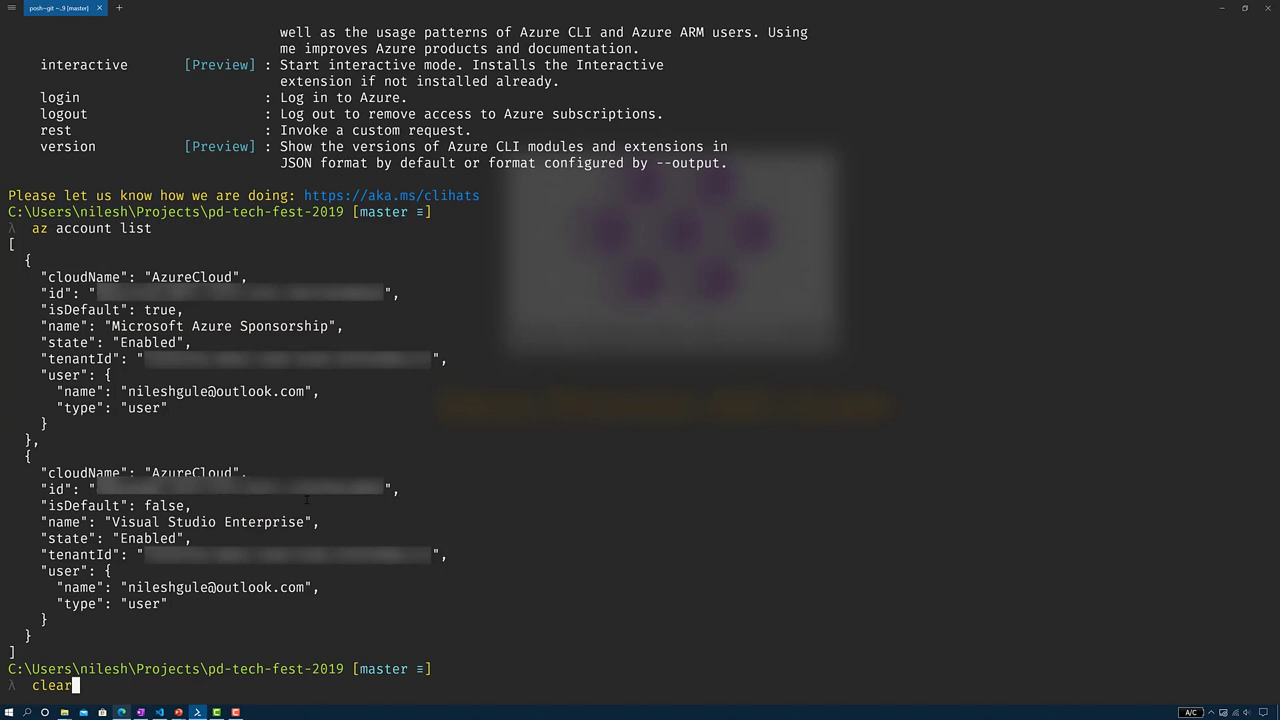 posh~git ~..9 [master]
well as the usage patterns of Azure CLI and Azure ARM users. Using
me improves Azure products and documentation.
interactive [Preview] : Start interactive mode. Installs the Interactive
extension if not installed already.
login : Log in to Azure.
logout : Log out to remove access to Azure subscriptions.
rest : Invoke a custom request.
version [Preview] : Show the versions of Azure CLI modules and extensions in
JSON format by default or format configured by --output.
Please let us know how we are doing: https://aka.ms/clihats
C:\Users\nilesh\Projects\pd-tech-fest-2019 [master ≡]
λ az account list
[
{
"cloudName": "AzureCloud",
"id": "",
"isDefault": true,
"name": "Microsoft Azure Sponsorship",
"state": "Enabled",
"tenantId": "",
"user": {
"name": "nileshgule@outlook.com",
"type": "user"
}
},
{
"cloudName": "AzureCloud",
"id": "",
"isDefault": false,
"name": "Visual Studio Enterprise",
"state": "Enabled",
"tenantId": "",
"user": {
"name": "nileshgule@outlook.com",
"type": "user"
}
}
]
C:\Users\nilesh\Projects\pd-tech-fest-2019 [master ≡]
λ clear
A/C